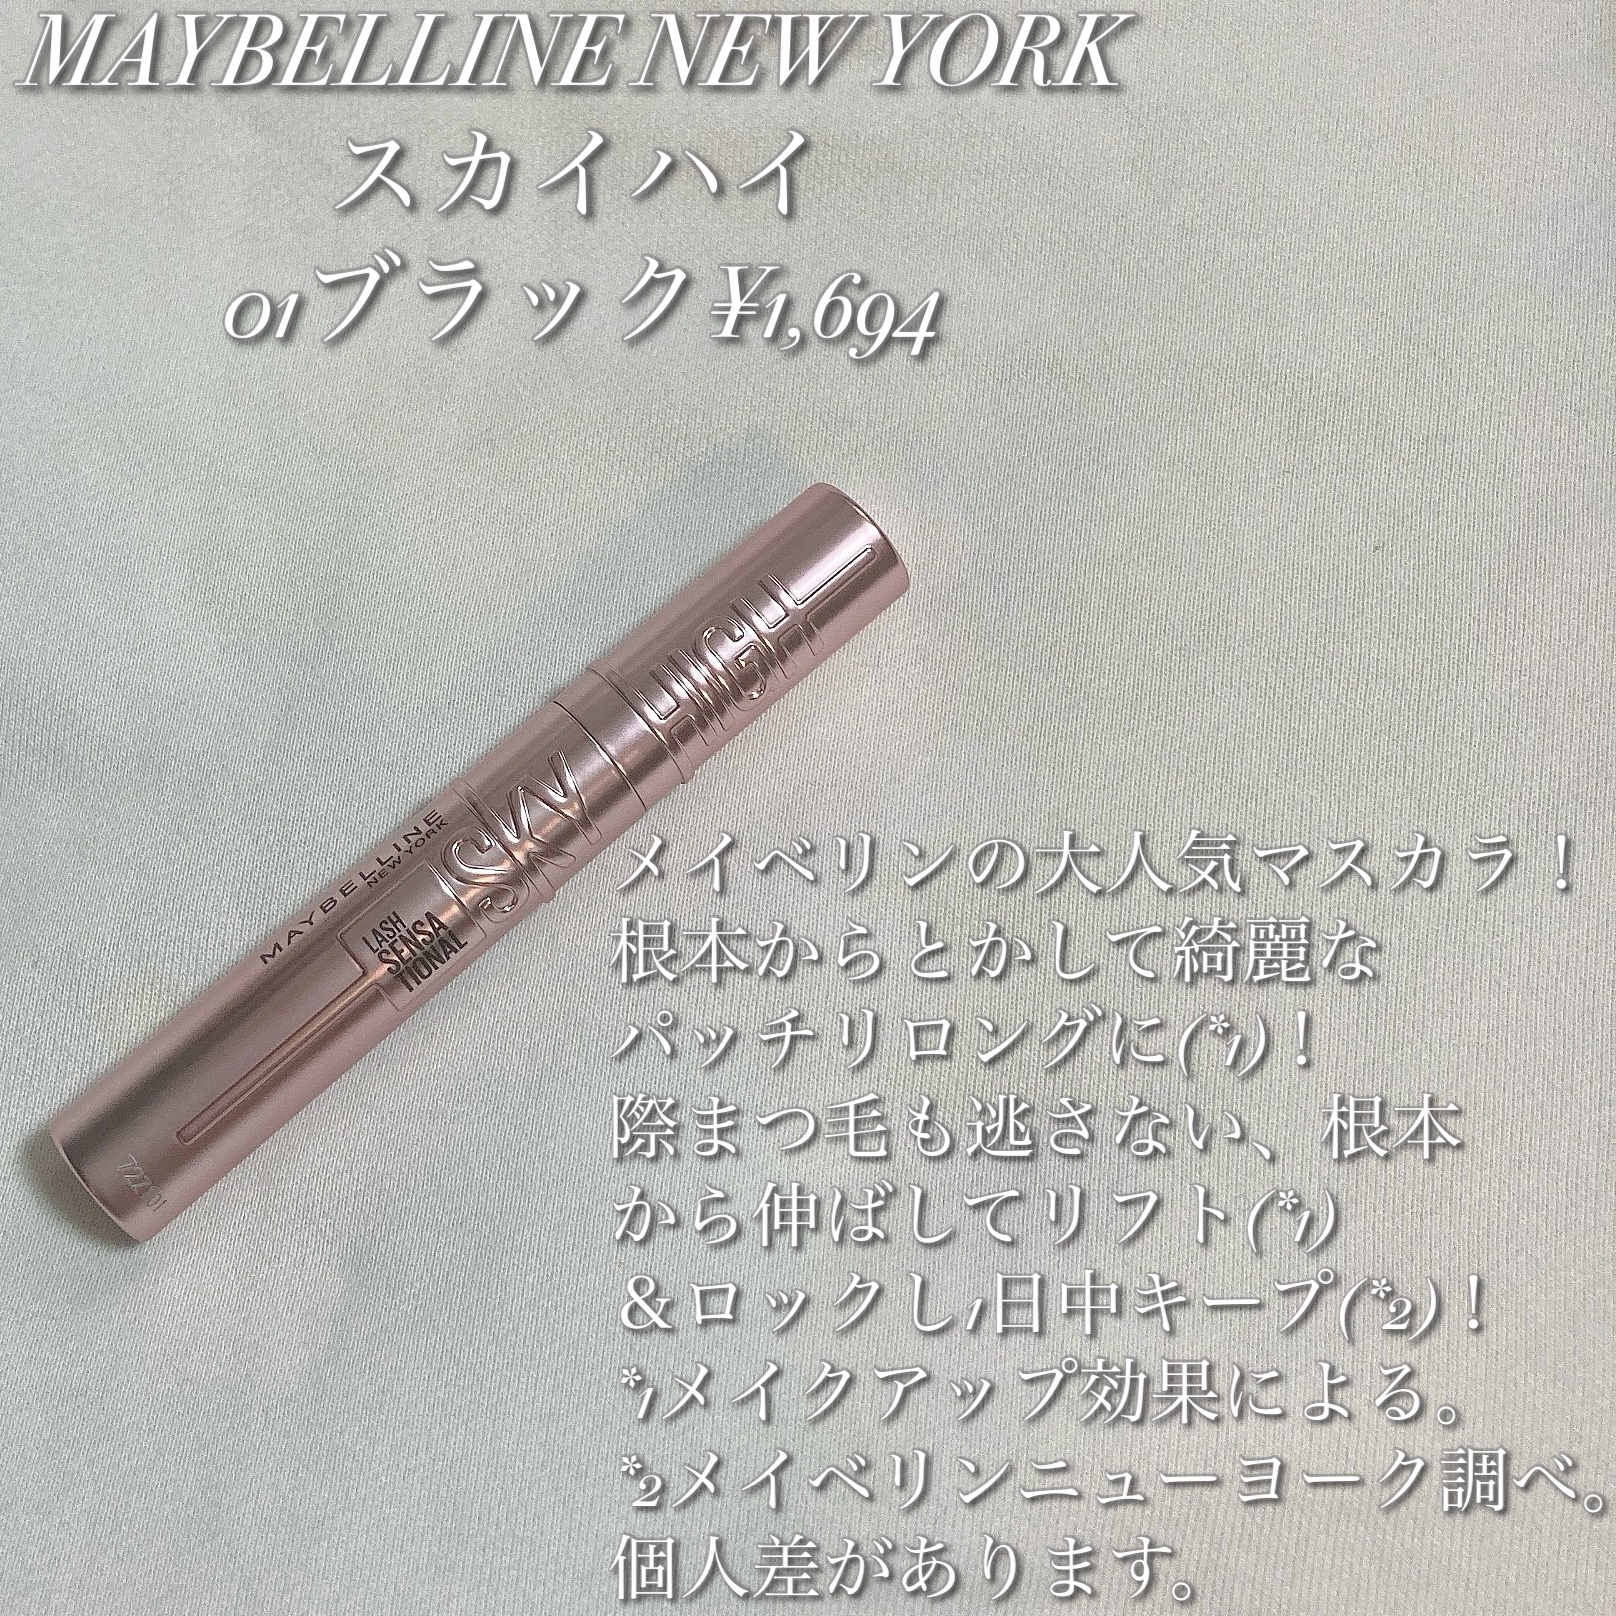 MAYBELLINE NEW YORK
スカイハイ
01ブラック¥1,694
HIGH
SKY
MAYBELLINE
NEW YORK
LASH
SENSA
TIONAL
メイベリンの大人気マスカラ！
根本からとかして綺麗な
パッチリロングに(*1)！
際まつ毛も逃さない、根本
から伸ばしてリフト(*1)
＆ロックし1日中キープ(*2)！
*1メイクアップ効果による。
*2メイベリンニューヨーク調べ。
個人差があります。